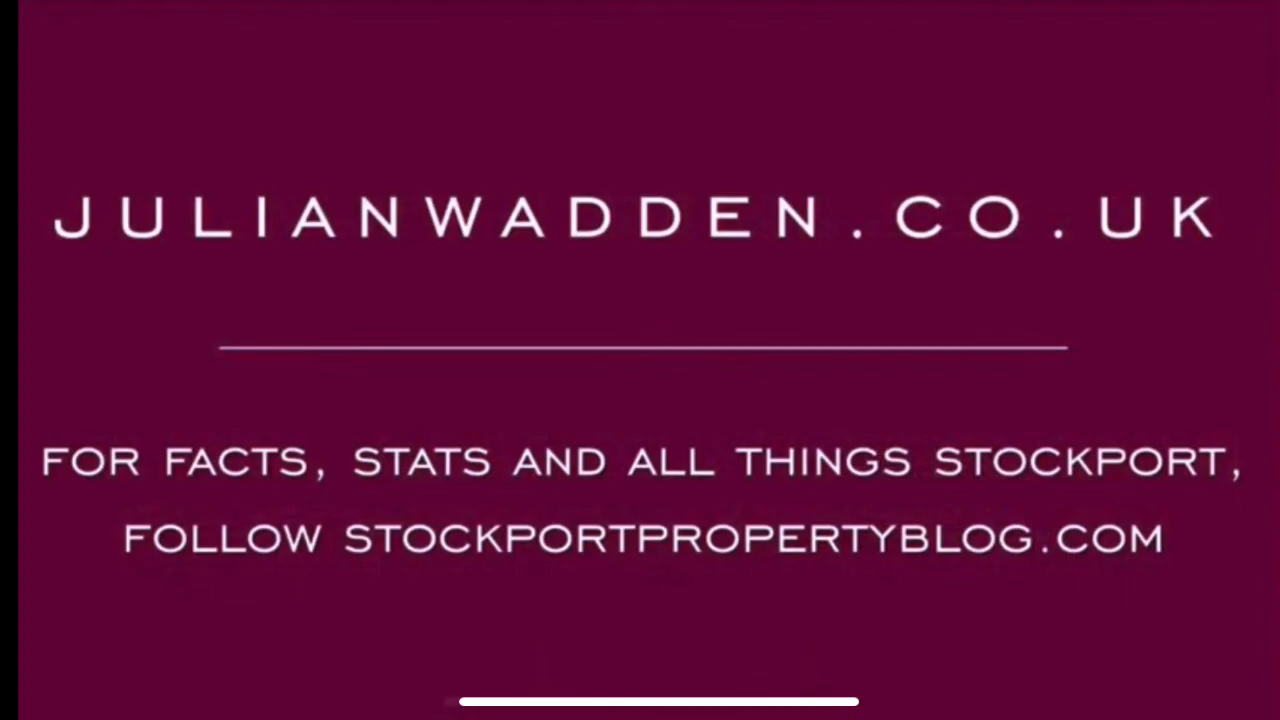 JULIANWADDEN.CO.UK
FOR FACTS, STATS AND ALL THINGS STOCKPORT,
FOLLOW STOCKPORTPROPERTYBLOG.COM